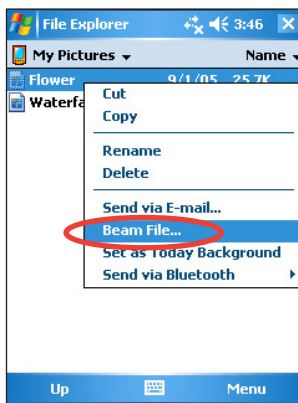 File Explorer 3:46
My Pictures Name
Flower 9/1/05 25.7K
Waterfa
Cut
Copy
Rename
Delete
Send via E-mail...
Beam File...
Set as Today Background
Send via Bluetooth
Up Menu